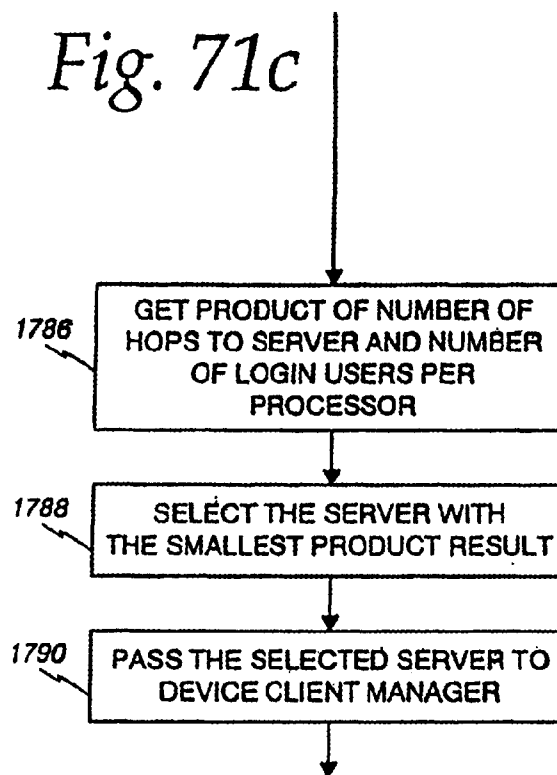 Fig. 71c
1786
GET PRODUCT OF NUMBER OF
HOPS TO SERVER AND NUMBER
OF LOGIN USERS PER
PROCESSOR
1788
SELECT THE SERVER WITH
THE SMALLEST PRODUCT RESULT
1790
PASS THE SELECTED SERVER TO
DEVICE CLIENT MANAGER